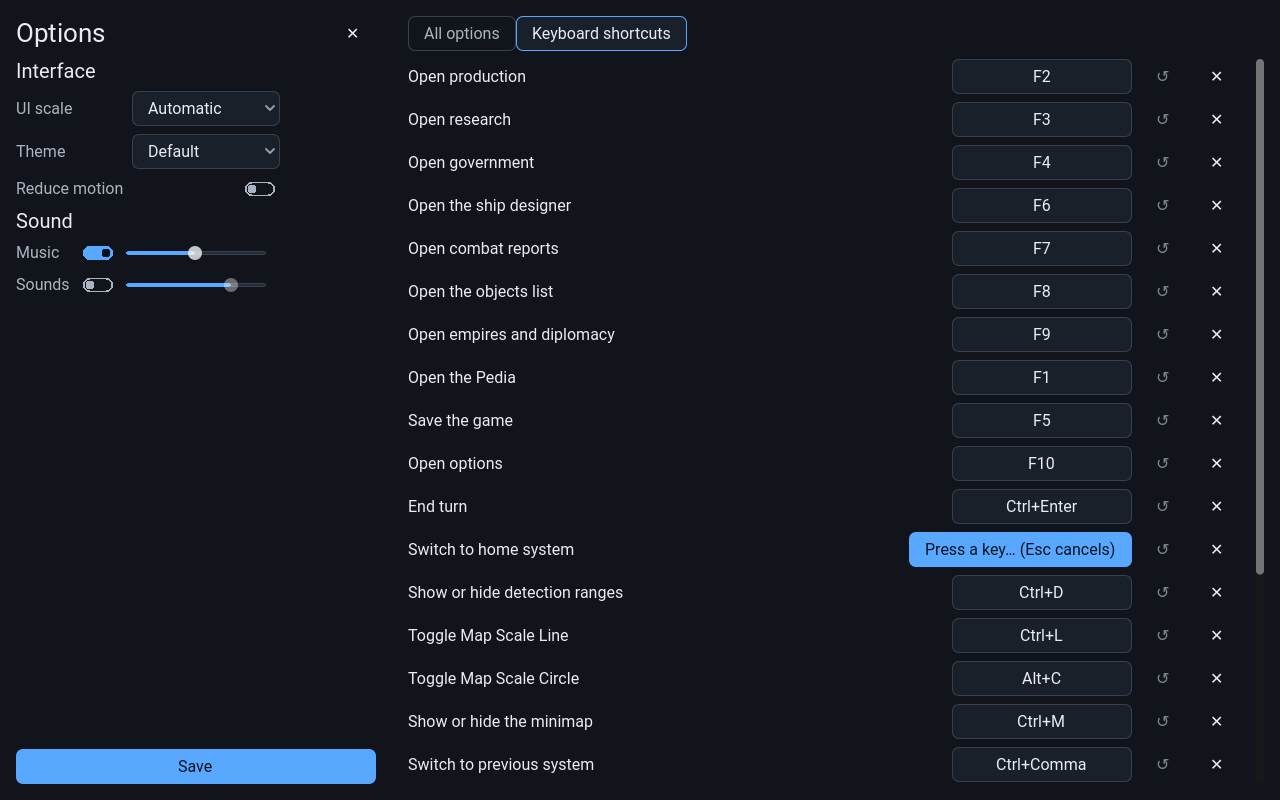 Options
✕
Interface
UI scale
Automatic
Theme
Default
Reduce motion
Sound
Music
Sounds
Save
All options
Keyboard shortcuts
Open production F2 ↺ ✕
Open research F3 ↺ ✕
Open government F4 ↺ ✕
Open the ship designer F6 ↺ ✕
Open combat reports F7 ↺ ✕
Open the objects list F8 ↺ ✕
Open empires and diplomacy F9 ↺ ✕
Open the Pedia F1 ↺ ✕
Save the game F5 ↺ ✕
Open options F10 ↺ ✕
End turn Ctrl+Enter ↺ ✕
Switch to home system Press a key… (Esc cancels) ↺ ✕
Show or hide detection ranges Ctrl+D ↺ ✕
Toggle Map Scale Line Ctrl+L ↺ ✕
Toggle Map Scale Circle Alt+C ↺ ✕
Show or hide the minimap Ctrl+M ↺ ✕
Switch to previous system Ctrl+Comma ↺ ✕